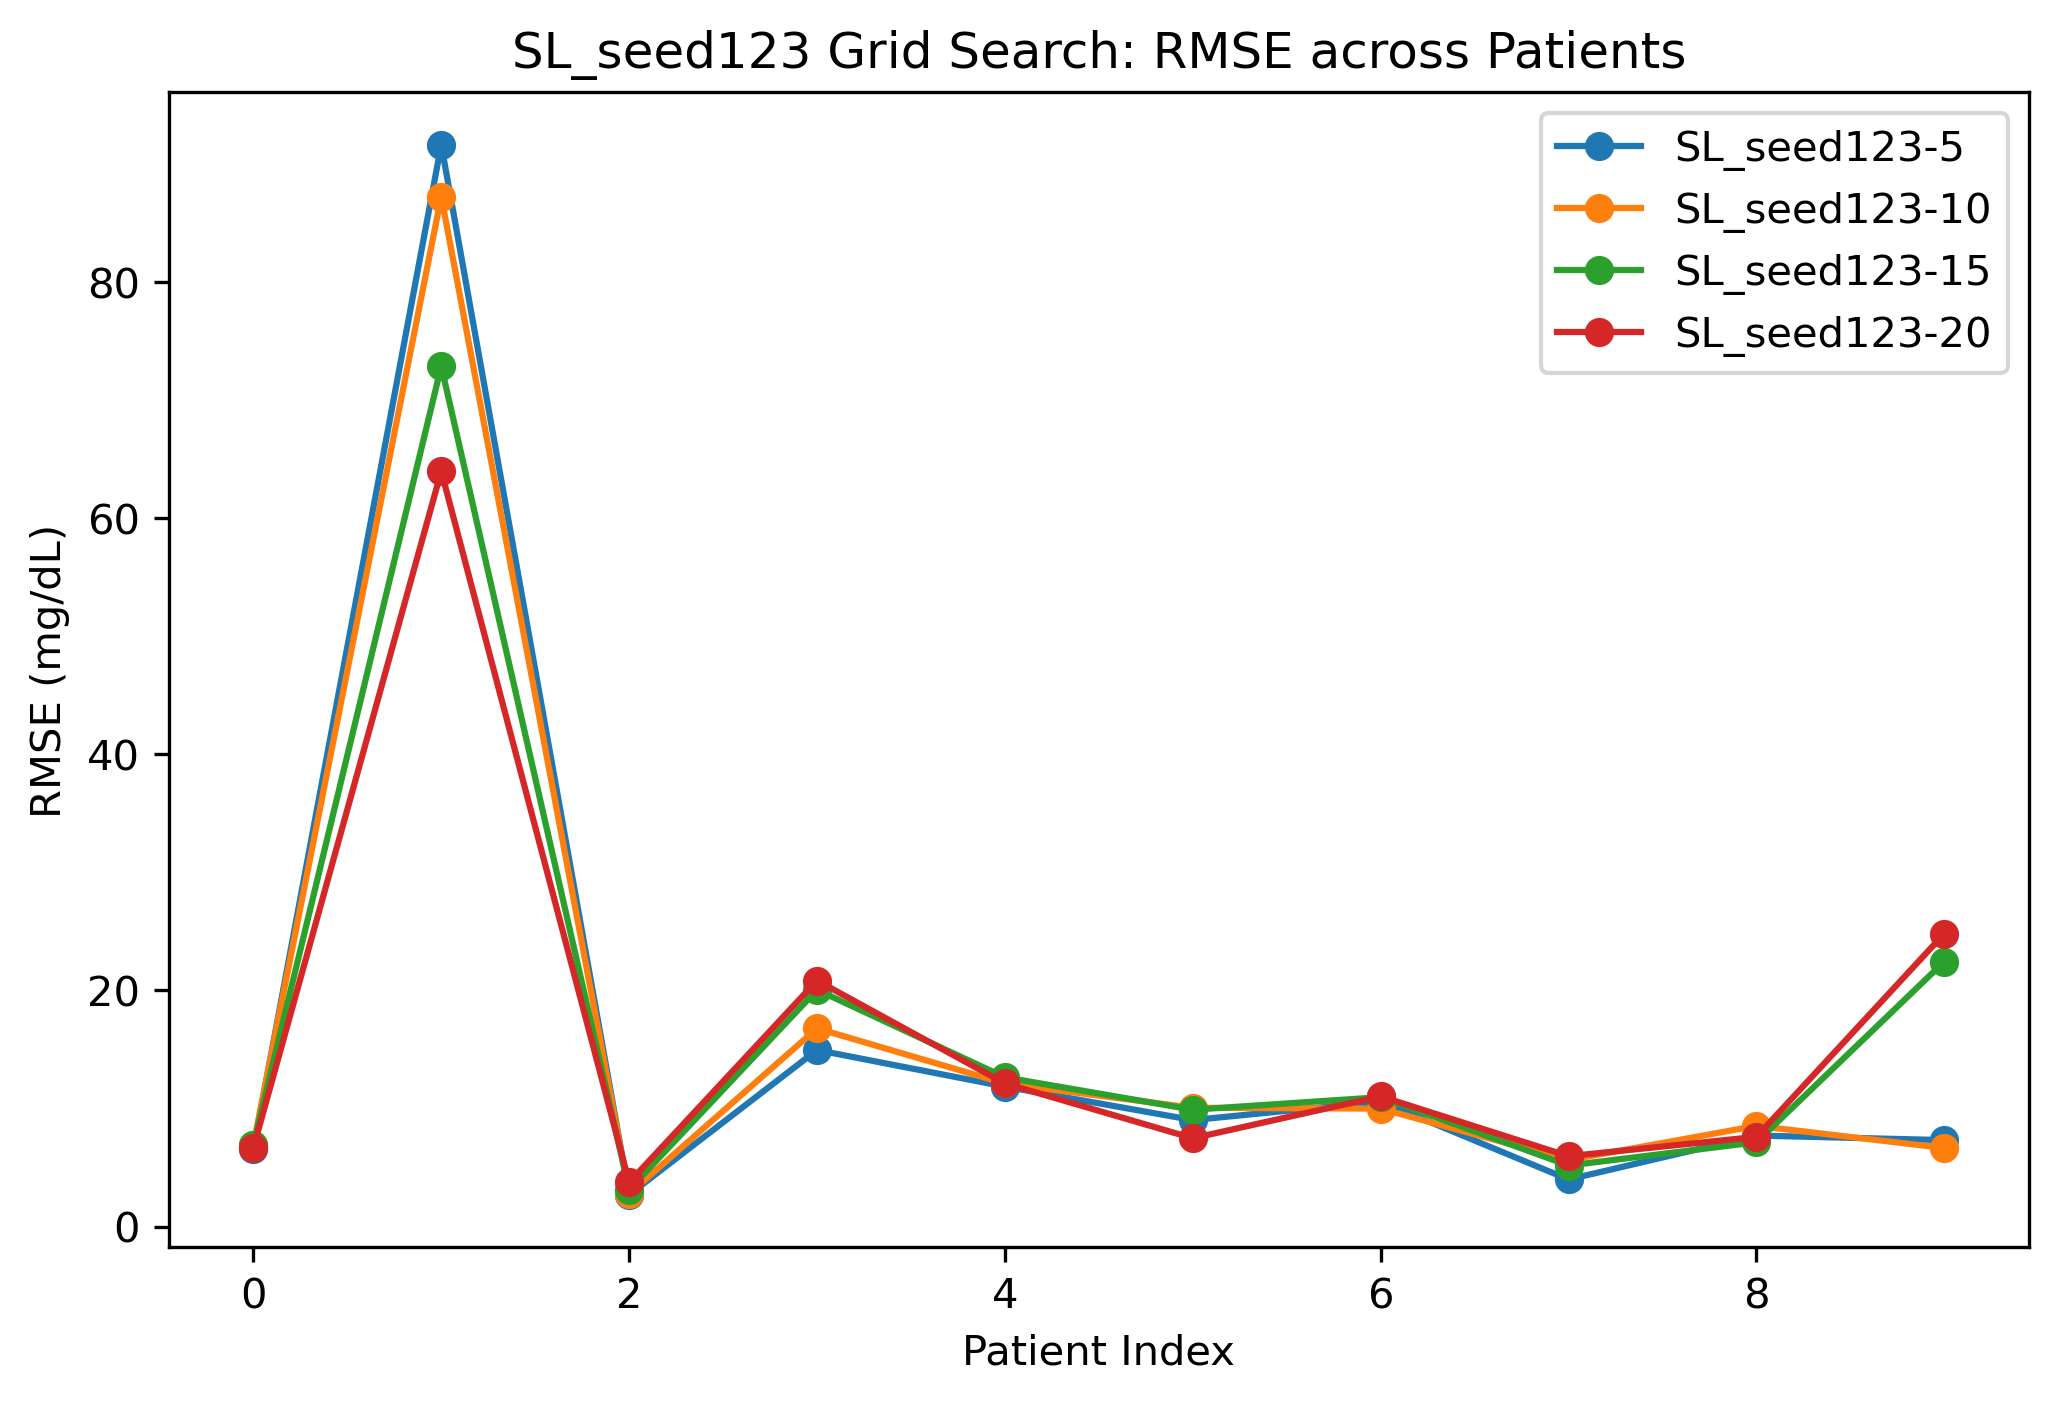 SL_seed123 Grid Search: RMSE across Patients
SL_seed123-5
SL_seed123-10
SL_seed123-15
SL_seed123-20
80
60
40
20
0
RMSE (mg/dL)
0 2 4 6 8
Patient Index